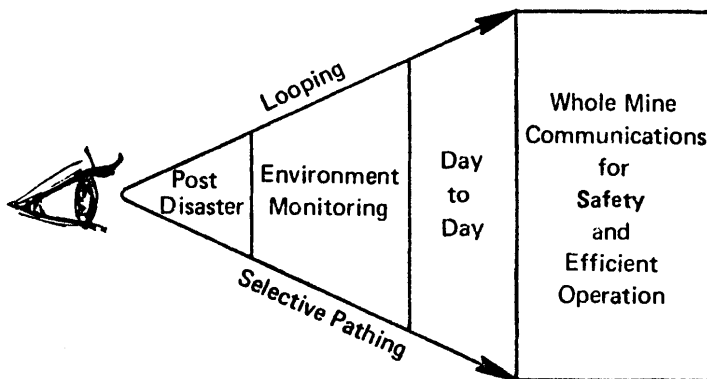 Looping
Post
Disaster
Environment
Monitoring
Day
to
Day
Whole Mine
Communications
for
Safety
and
Efficient
Operation
Selective Pathing